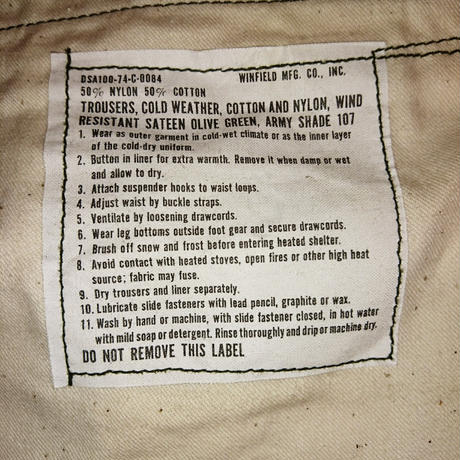 DSA100-74-C-0084 WINFIELD MFG. CO., INC.
50% NYLON 50% COTTON
TROUSERS, COLD WEATHER, COTTON AND NYLON, WIND
RESISTANT SATEEN OLIVE GREEN, ARMY SHADE 107
1. Wear as outer garment in cold-wet climate or as the inner layer
of the cold-dry uniform.
2. Button in liner for extra warmth. Remove it when damp or wet
and allow to dry.
3. Attach suspender hooks to waist loops.
4. Adjust waist by buckle straps.
5. Ventilate by loosening drawcords.
6. Wear leg bottoms outside foot gear and secure drawcords.
7. Brush off snow and frost before entering heated shelter.
8. Avoid contact with heated stoves, open fires or other high heat
source; fabric may fuse.
9. Dry trousers and liner separately.
10. Lubricate slide fasteners with lead pencil, graphite or wax.
11. Wash by hand or machine, with slide fastener closed, in hot water
with mild soap or detergent. Rinse thoroughly and drip or machine dry.
DO NOT REMOVE THIS LABEL